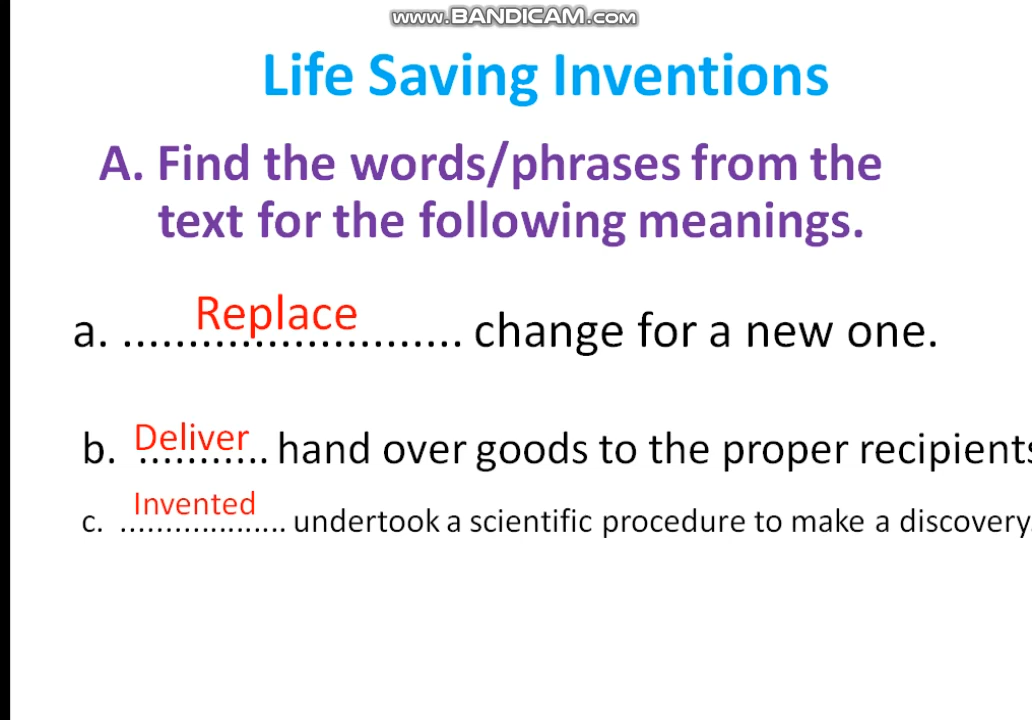 www.BANDICAM.com
Life Saving Inventions
A. Find the words/phrases from the
text for the following meanings.
a. .......................... Replace change for a new one.
b. ........... Deliver hand over goods to the proper recipients
c. ................... Invented undertook a scientific procedure to make a discovery